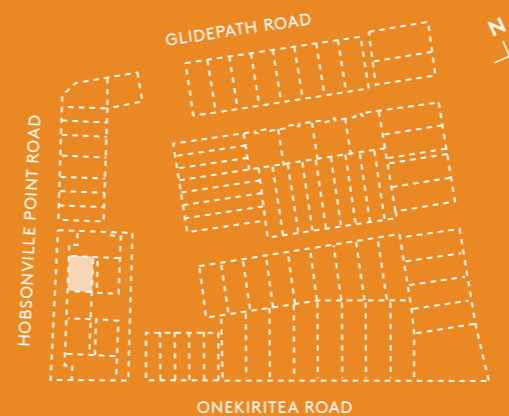 GLIDEPATH ROAD
N
HOBSONVILLE POINT ROAD
ONEKIRITEA ROAD